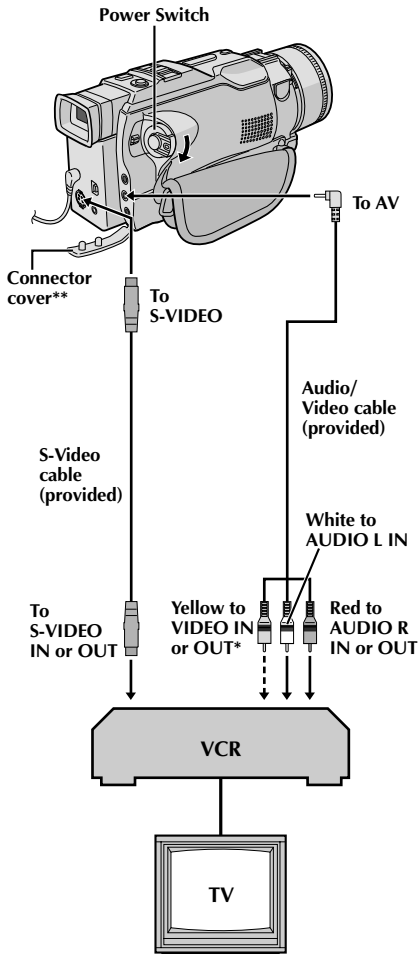 Power Switch
To AV
Connector
cover**
To
S-VIDEO
Audio/
Video cable
(provided)
S-Video
cable
(provided)
White to
AUDIO L IN
To
S-VIDEO
IN or OUT
Yellow to
VIDEO IN
or OUT*
Red to
AUDIO R
IN or OUT
VCR
TV